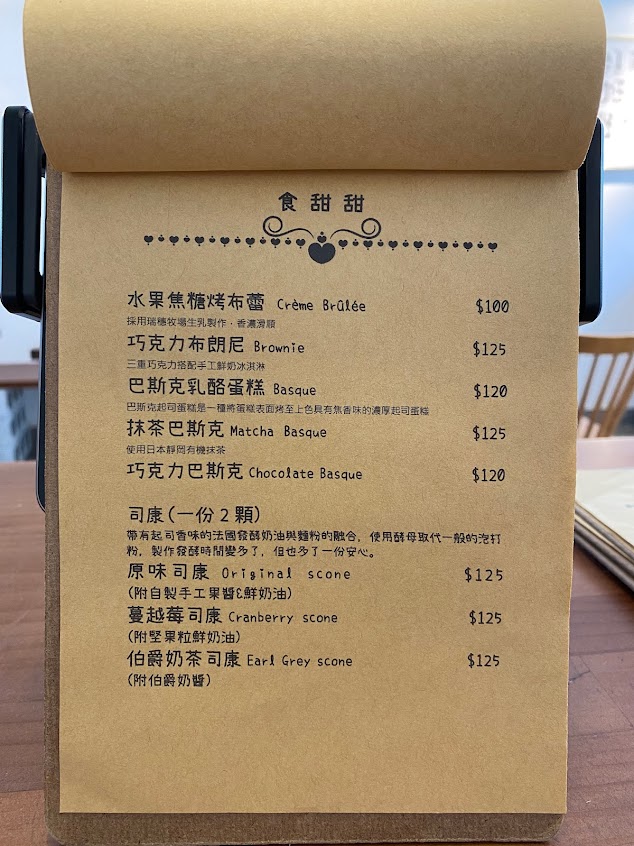 食甜甜
水果焦糖烤布蕾 Crème Brûlée $100
採用瑞穗牧場生乳製作，香濃滑順
巧克力布朗尼 Brownie $125
三重巧克力搭配手工鮮奶冰淇淋
巴斯克乳酪蛋糕 Basque $120
巴斯克起司蛋糕是一種將蛋糕表面烤至上色具有焦香味的濃厚起司蛋糕
抹茶巴斯克 Matcha Basque $125
使用日本靜岡有機抹茶
巧克力巴斯克 Chocolate Basque $120
司康(一份2顆)
帶有起司香味的法國發酵奶油與麵粉的融合，使用酵母取代一般的泡打
粉，製作發酵時間變多了，但也多了一份安心。
原味司康 Original scone $125
(附自製手工果醬&鮮奶油)
蔓越莓司康 Cranberry scone $125
(附堅果粒鮮奶油)
伯爵奶茶司康 Earl Grey scone $125
(附伯爵奶醬)